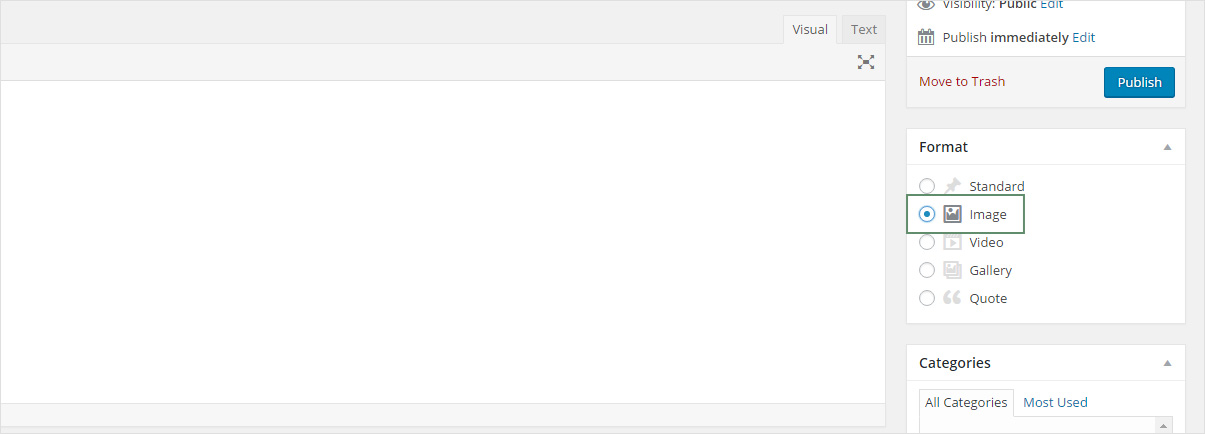 Visual Text
Visibility: Public Edit
Publish immediately Edit
Move to Trash Publish
Format
Standard
Image
Video
Gallery
Quote
Categories
All Categories Most Used